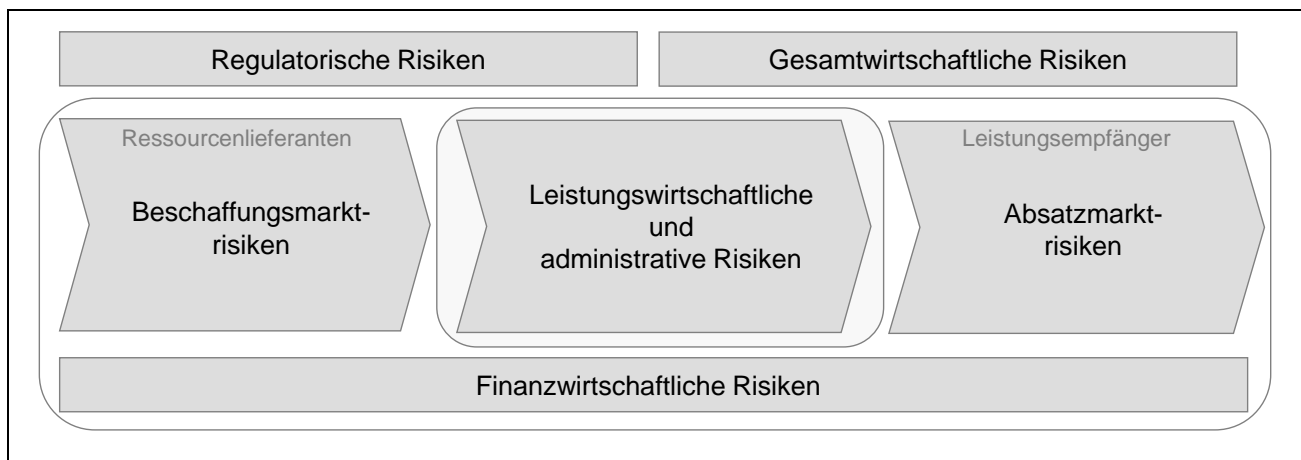 Regulatorische Risiken
Gesamtwirtschaftliche Risiken
Ressourcenlieferanten
Beschaffungsmarkt-
risiken
Leistungswirtschaftliche
und
administrative Risiken
Leistungsempfänger
Absatzmarkt-
risiken
Finanzwirtschaftliche Risiken